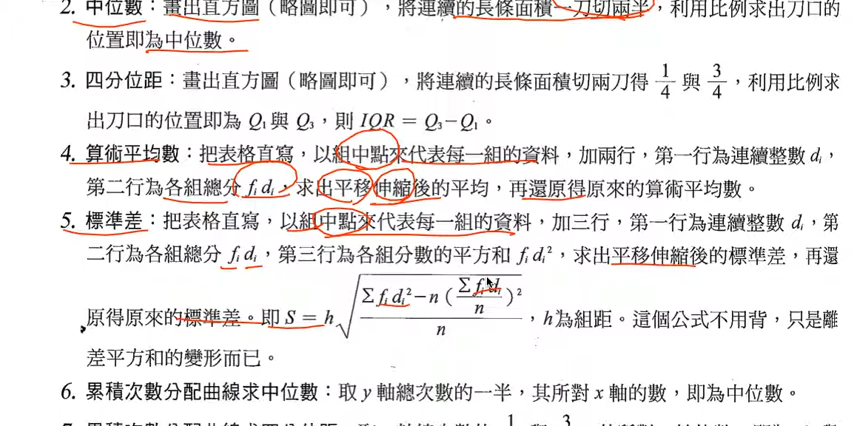 2. 中位數：畫出直方圖（略圖即可），將連續的長條面積一刀切兩半，利用比例求出刀口的
位置即為中位數。
3. 四分位距：畫出直方圖（略圖即可），將連續的長條面積切兩刀得 1/4 與 3/4，利用比例求
出刀口的位置即為 Q₁ 與 Q₃，則 IQR = Q₃−Q₁。
4. 算術平均數：把表格直寫，以組中點來代表每一組的資料，加兩行，第一行為連續整數 dᵢ，
第二行為各組總分 fᵢdᵢ，求出平移伸縮後的平均，再還原得原來的算術平均數。
5. 標準差：把表格直寫，以組中點來代表每一組的資料，加三行，第一行為連續整數 dᵢ，第
二行為各組總分 fᵢdᵢ，第三行為各組分數的平方和 fᵢdᵢ²，求出平移伸縮後的標準差，再還
原得原來的標準差。即 S = h√((Σfᵢdᵢ²−n(Σfᵢdᵢ/n)²)/n)，h為組距。這個公式不用背，只是離
差平方和的變形而已。
6. 累積次數分配曲線求中位數：取 y 軸總次數的一半，其所對 x 軸的數，即為中位數。